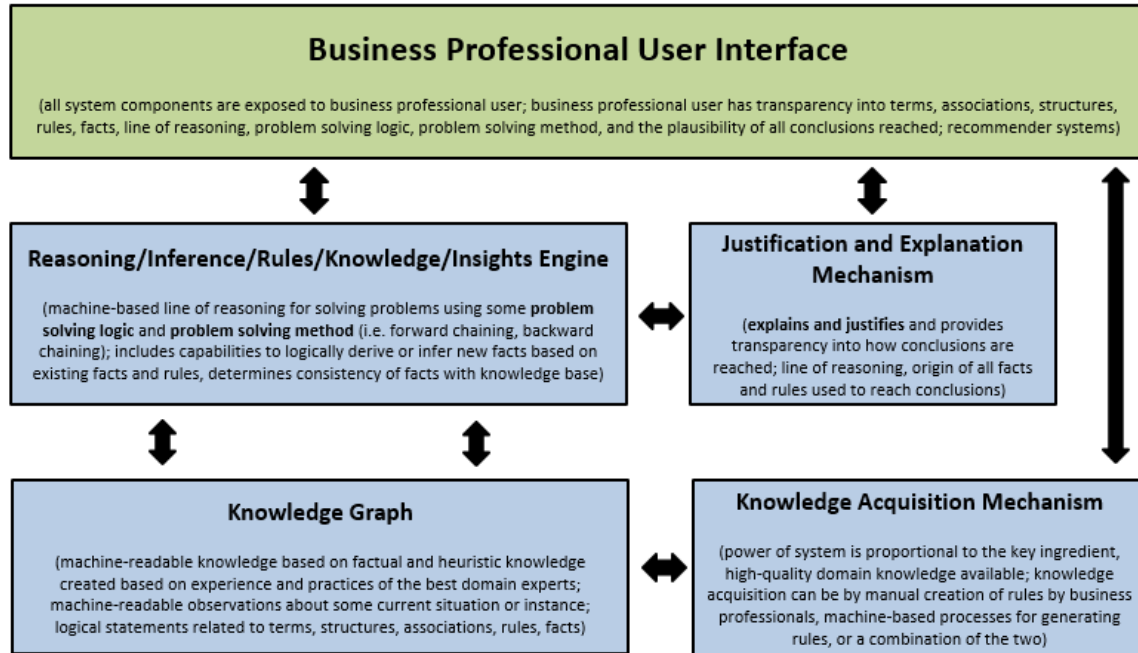 Business Professional User Interface
(all system components are exposed to business professional user; business professional user has transparency into terms, associations, structures,
rules, facts, line of reasoning, problem solving logic, problem solving method, and the plausibility of all conclusions reached; recommender systems)
Reasoning/Inference/Rules/Knowledge/Insights Engine
(machine-based line of reasoning for solving problems using some problem
solving logic and problem solving method (i.e. forward chaining, backward
chaining); includes capabilities to logically derive or infer new facts based on
existing facts and rules, determines consistency of facts with knowledge base)
Justification and Explanation
Mechanism
(explains and justifies and provides
transparency into how conclusions are
reached; line of reasoning, origin of all facts
and rules used to reach conclusions)
Knowledge Graph
(machine-readable knowledge based on factual and heuristic knowledge
created based on experience and practices of the best domain experts;
machine-readable observations about some current situation or instance;
logical statements related to terms, structures, associations, rules, facts)
Knowledge Acquisition Mechanism
(power of system is proportional to the key ingredient,
high-quality domain knowledge available; knowledge
acquisition can be by manual creation of rules by business
professionals, machine-based processes for generating
rules, or a combination of the two)